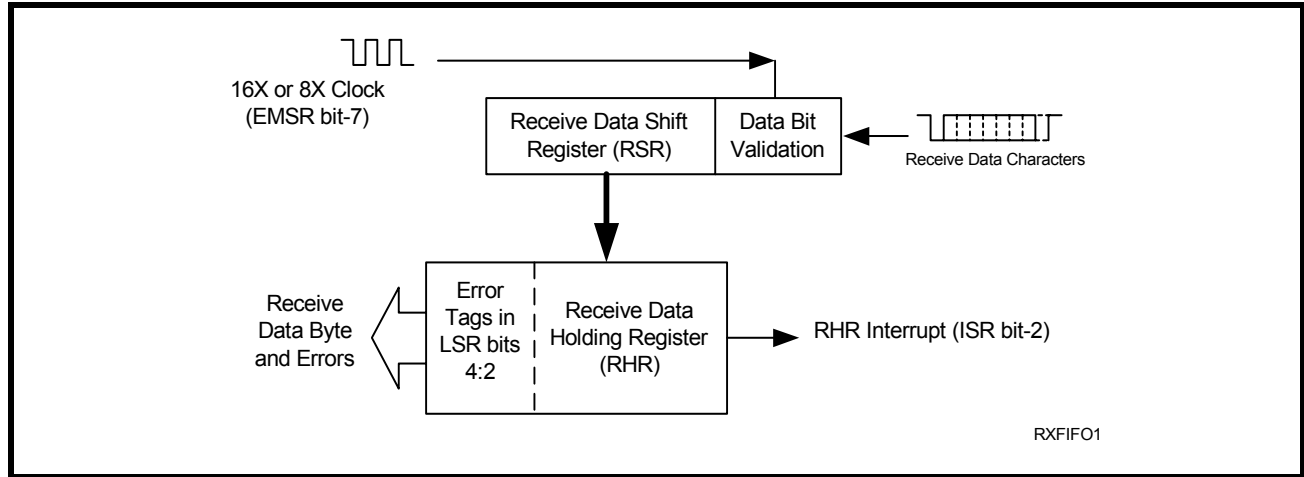 16X or 8X Clock
(EMSR bit-7)
Receive Data Shift
Register (RSR)
Data Bit
Validation
Receive Data Characters
Receive
Data Byte
and Errors
Error
Tags in
LSR bits
4:2
Receive Data
Holding Register
(RHR)
RHR Interrupt (ISR bit-2)
RXFIFO1